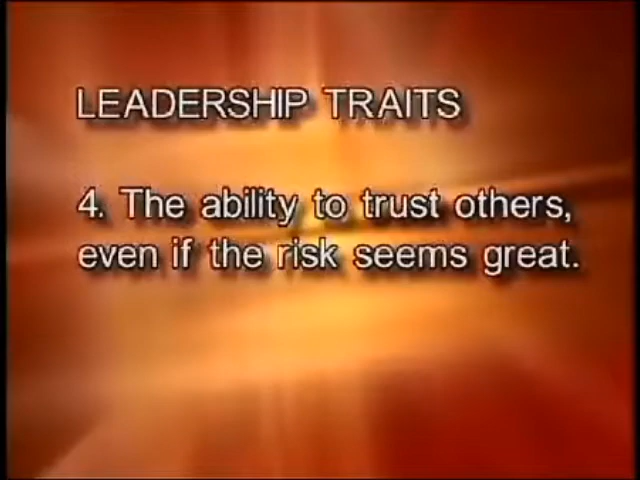 LEADERSHIP TRAITS
4. The ability to trust others,
even if the risk seems great.